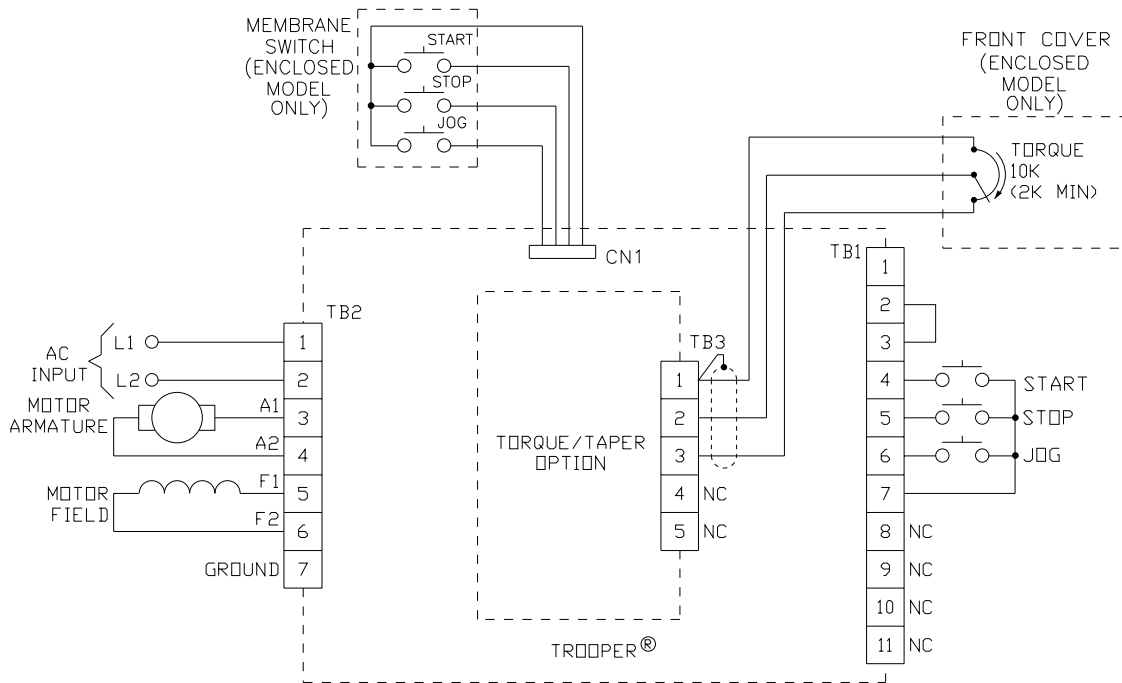 MEMBRANE
SWITCH
(ENCLOSED
MODEL
ONLY)
START
STOP
JOG
FRONT COVER
(ENCLOSED
MODEL
ONLY)
TORQUE
10K
(2K MIN)
CN1
TB1
1
2
3
4
5
6
7
8 NC
9 NC
10 NC
11 NC
START
STOP
JOG
TB2
1
2
3
4
5
6
7
AC
INPUT
L1
L2
MOTOR
ARMATURE
A1
A2
MOTOR
FIELD
F1
F2
GROUND
TB3
1
2
3
4 NC
5 NC
TORQUE/TAPER
OPTION
TROOPER®